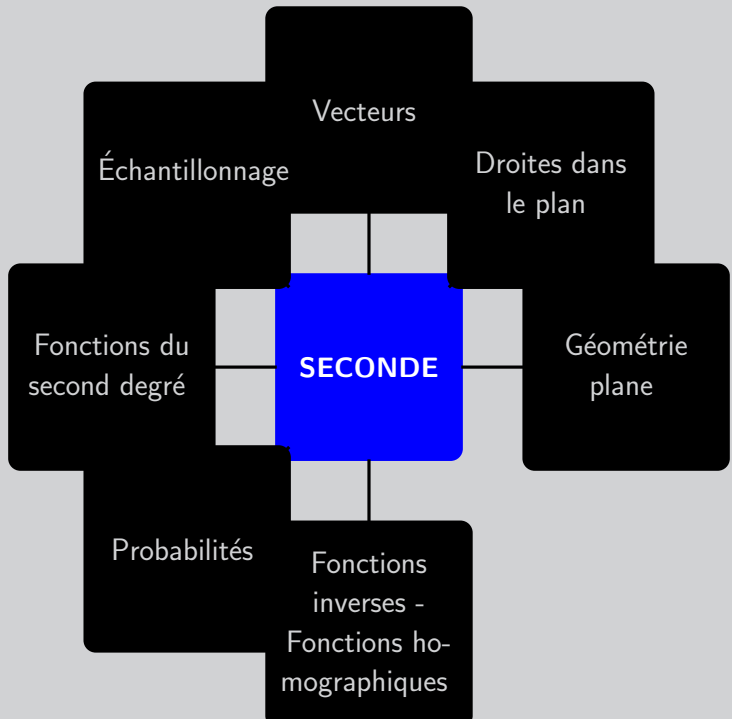 Vecteurs
Échantillonnage
Droites dans
le plan
Fonctions du
second degré
SECONDE
Géométrie
plane
Probabilités
Fonctions
inverses -
Fonctions ho-
mographiques